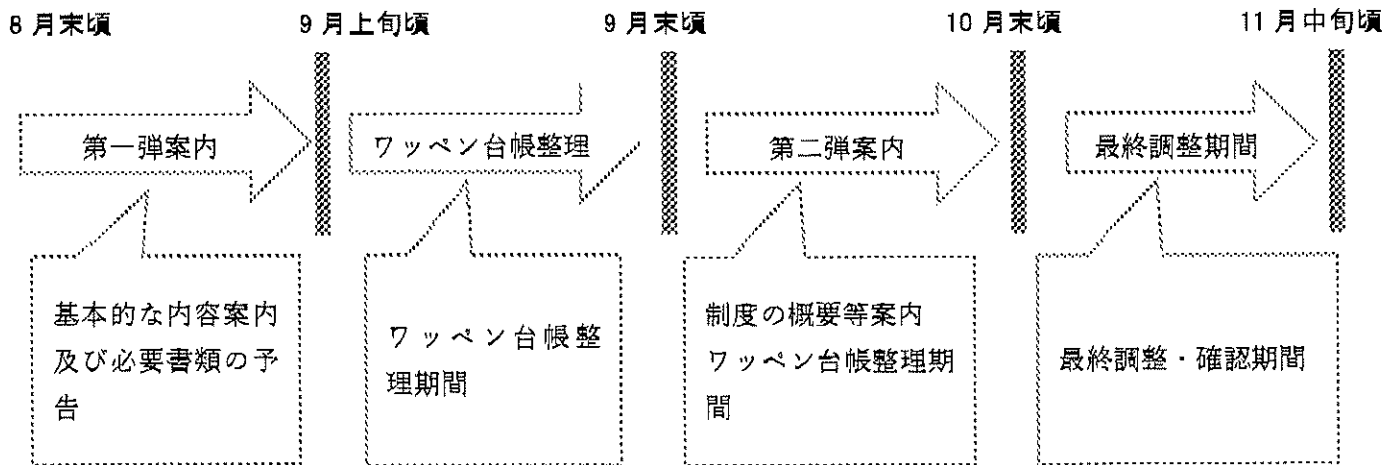 8月末頃
9月上旬頃
9月末頃
10月末頃
11月中旬頃
第一弾案内
ワッペン台帳整理
第二弾案内
最終調整期間
基本的な内容案内
及び必要書類の予
告
ワッペン台帳整
理期間
制度の概要等案内
ワッペン台帳整理期
間
最終調整・確認期間